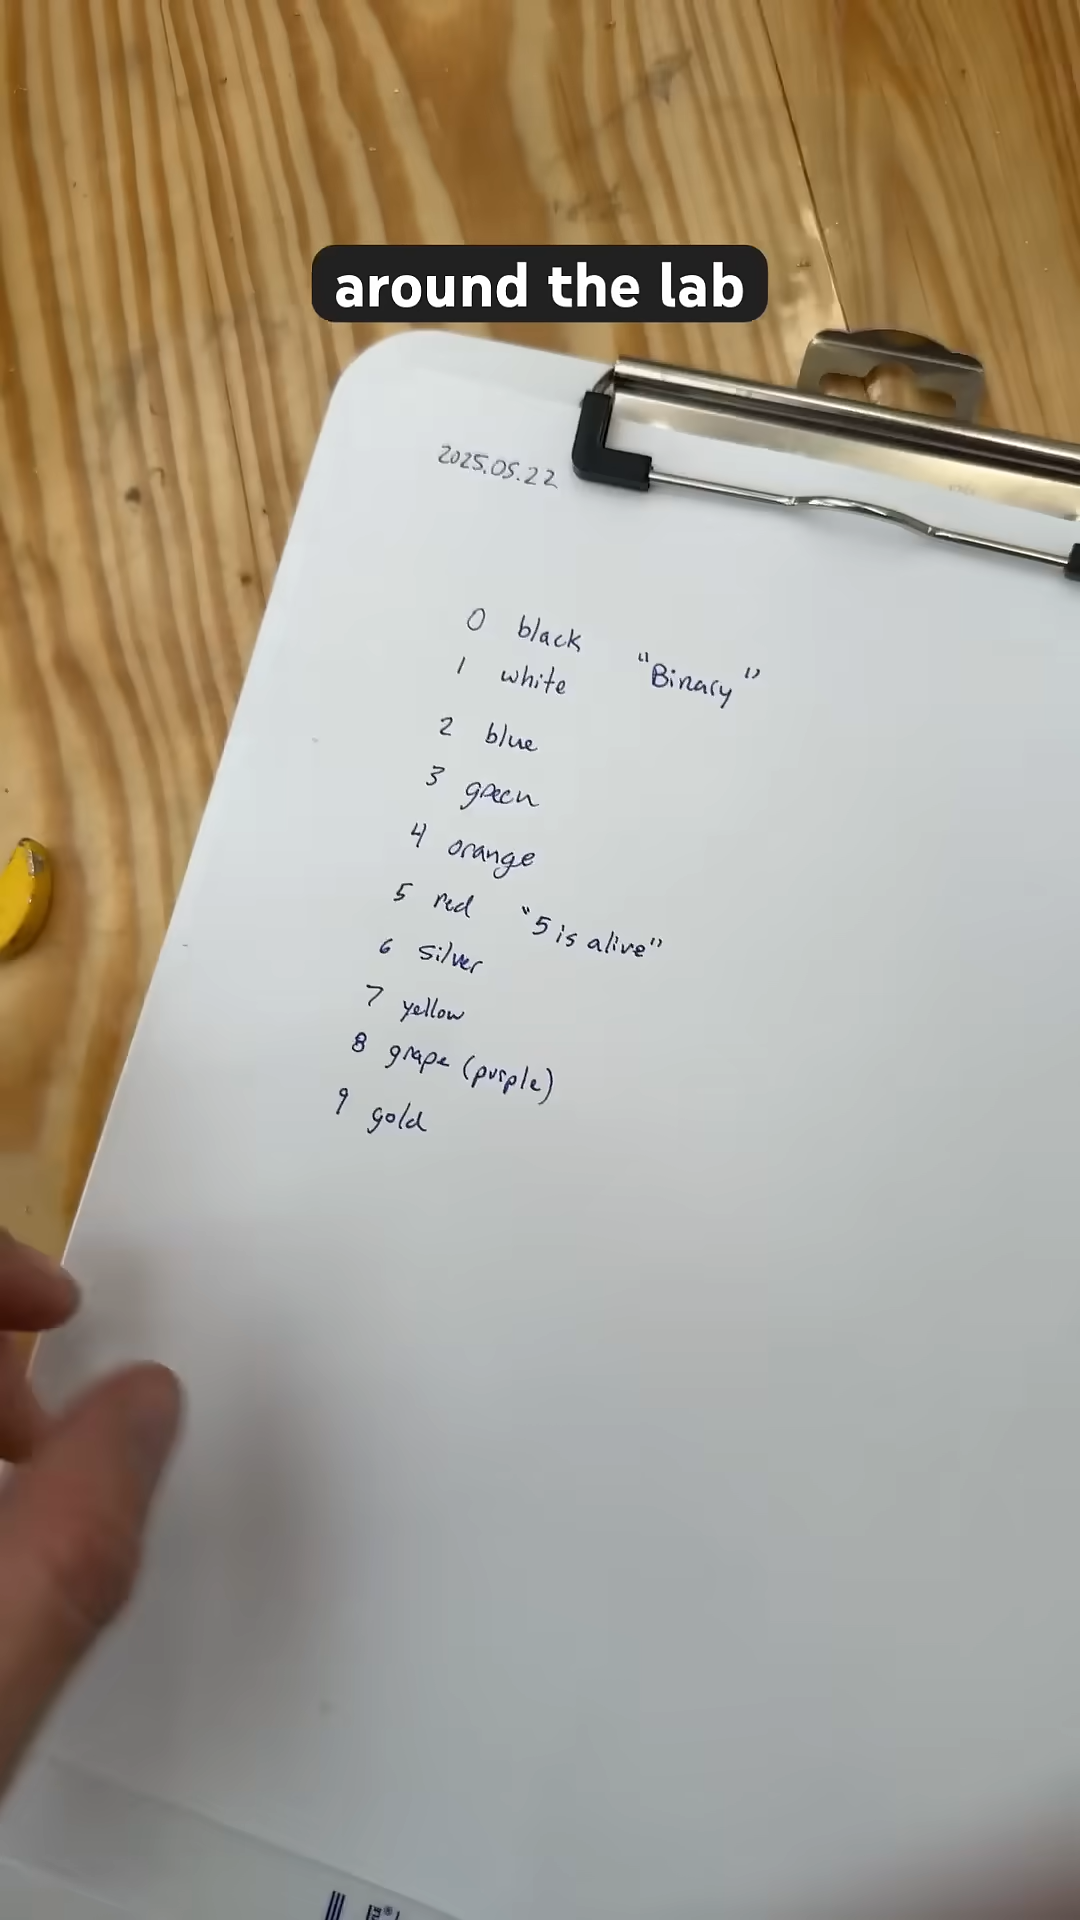 around the lab
2025.05.22
0 black
"Binary"
1 white
2 blue
3 green
4 orange
5 red "5 is alive"
6 silver
7 yellow
8 grape (purple)
9 gold